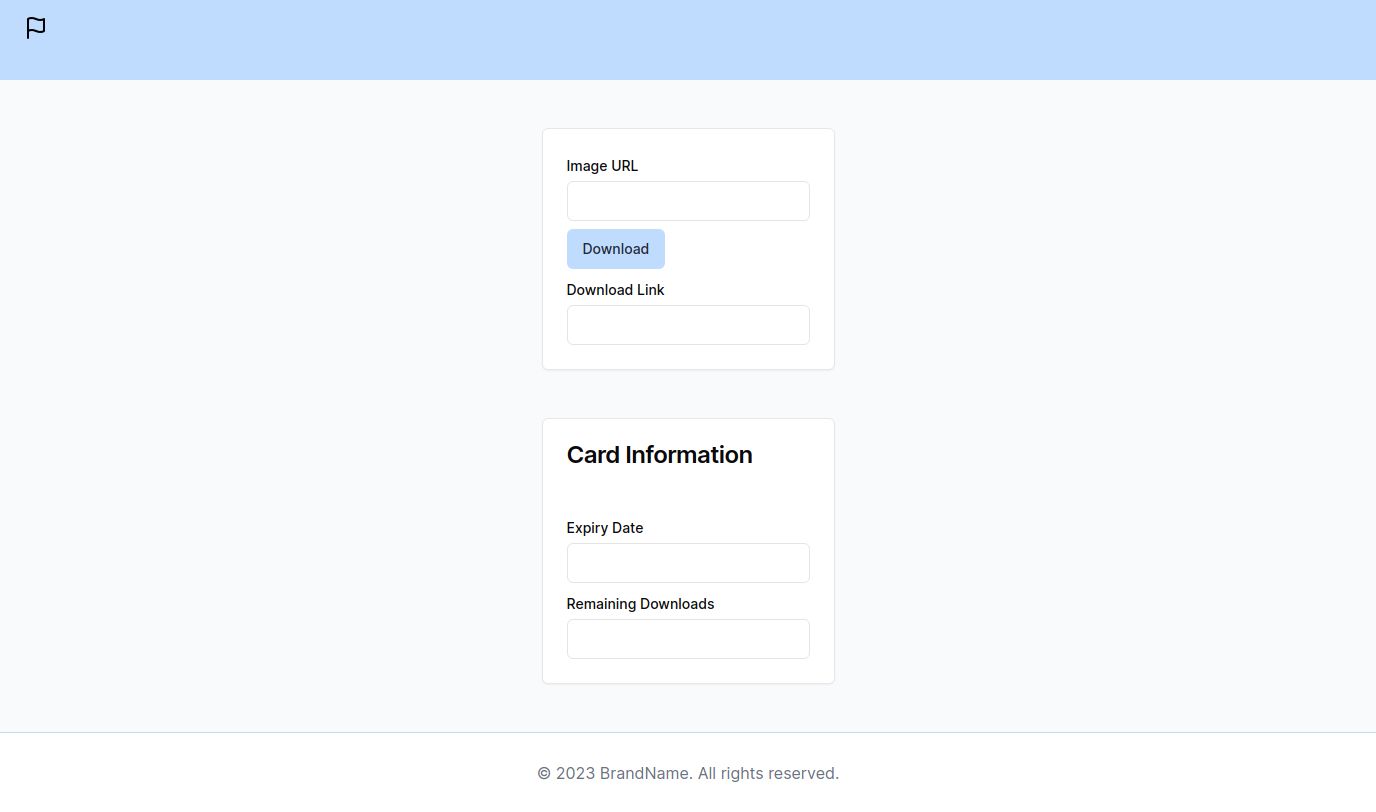 Image URL
Download
Download Link
Card Information
Expiry Date
Remaining Downloads
© 2023 BrandName. All rights reserved.